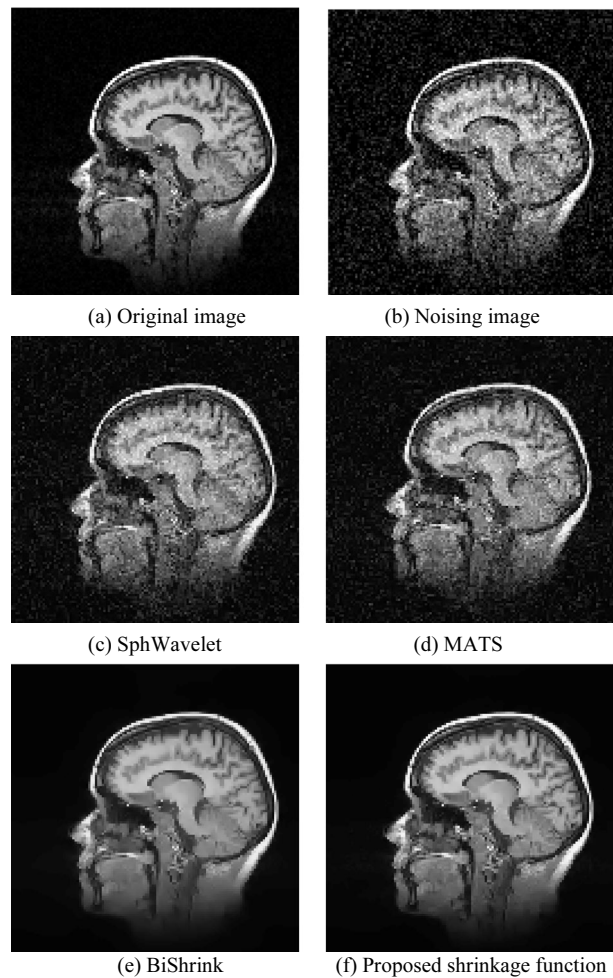 (a) Original image
(b) Noising image
(c) SphWavelet
(d) MATS
(e) BiShrink
(f) Proposed shrinkage function